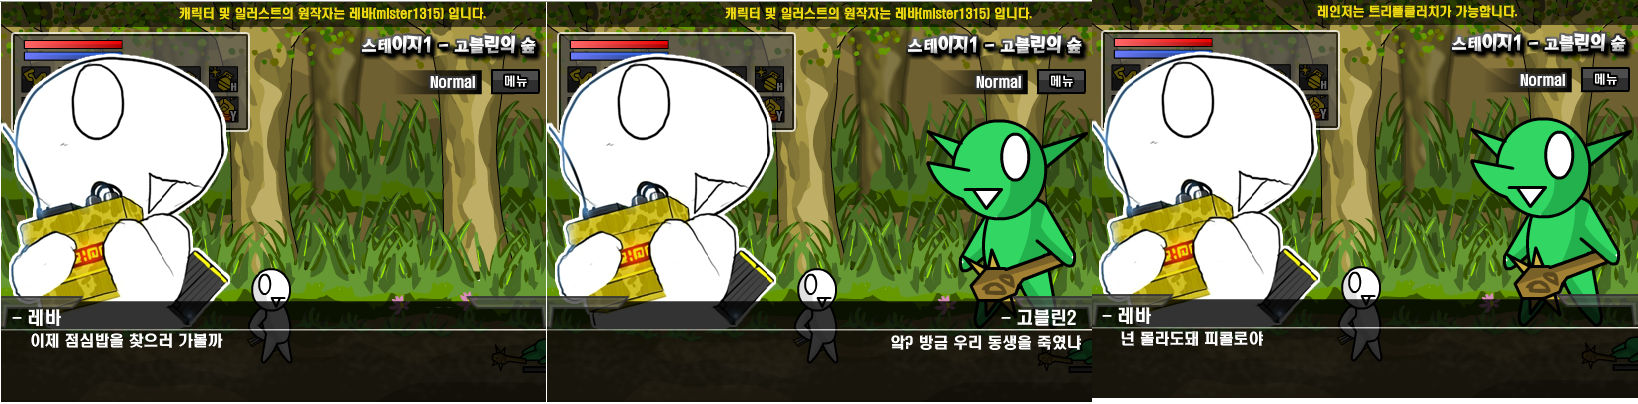 캐릭터 및 일러스트의 원작자는 레바(mister1315) 입니다.
스테이지1 - 고블린의 숲
Normal
메뉴
H
Y
- 레바
이제 점심밥을 찾으러 가볼까
캐릭터 및 일러스트의 원작자는 레바(mister1315) 입니다.
스테이지1 - 고블린의 숲
Normal
메뉴
H
Y
- 고블린2
앜? 방금 우리 동생을 죽였냐
레인저는 트리플클러치가 가능합니다.
스테이지1 - 고블린의 숲
Normal
메뉴
H
Y
- 레바
넌 몰라도돼 피콜로야